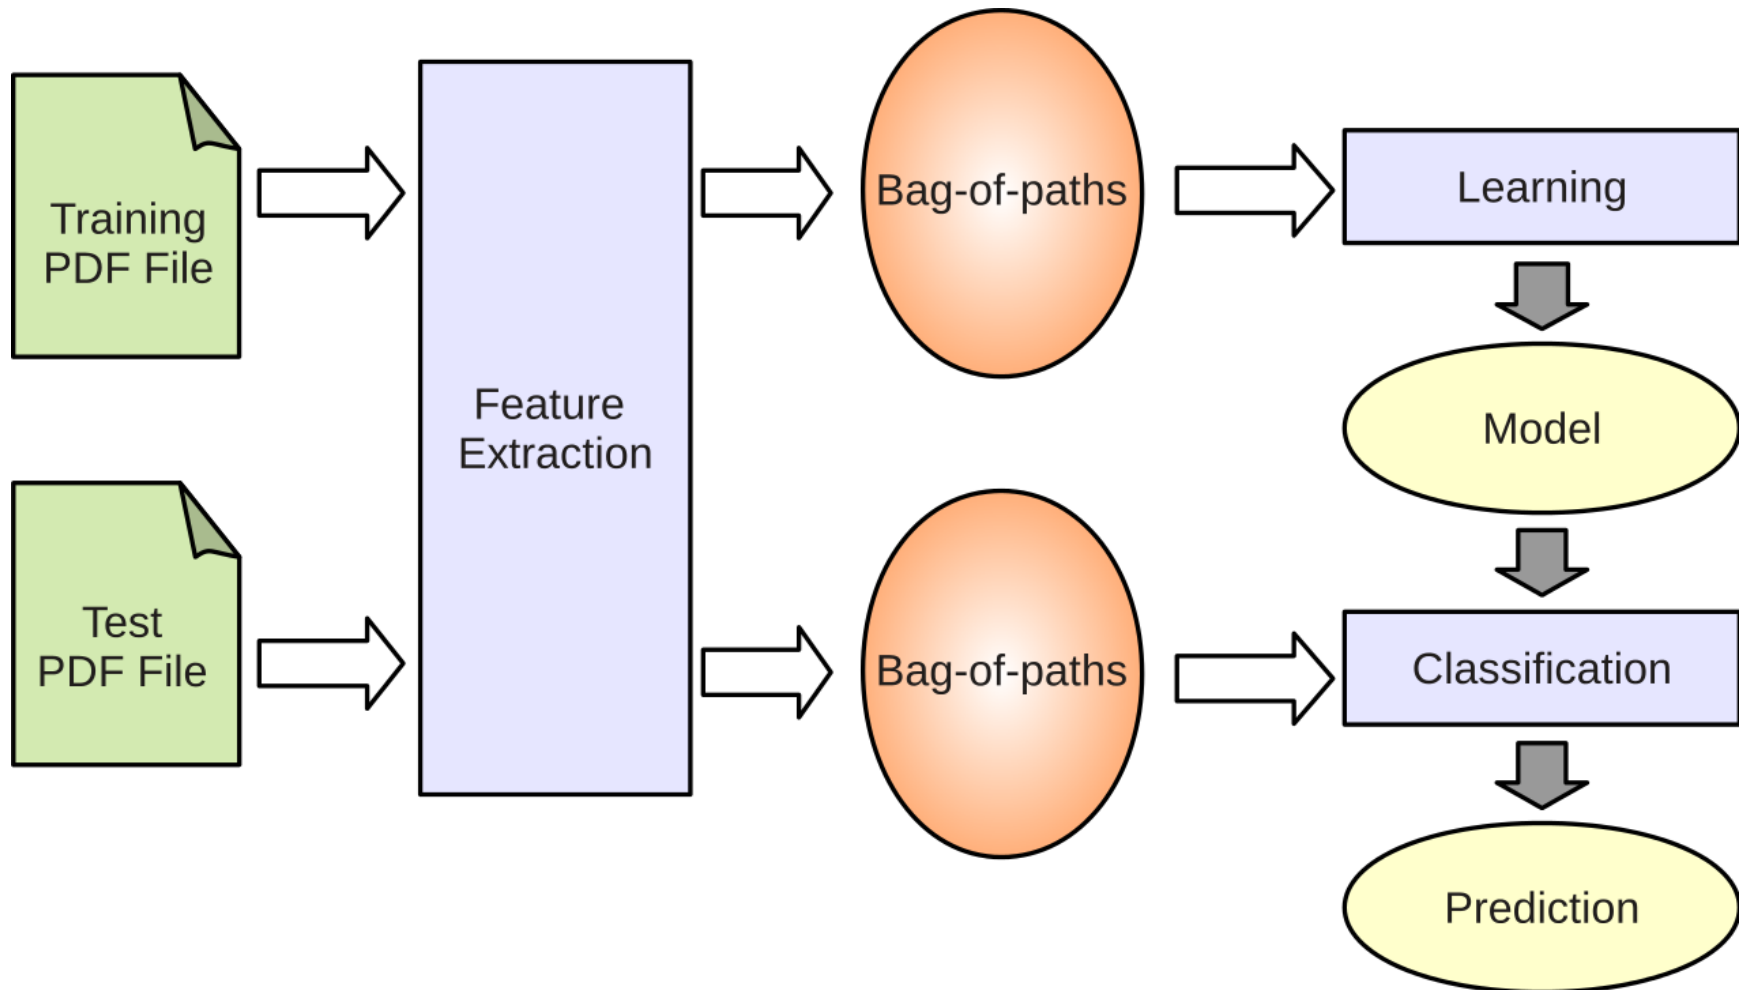 Training
PDF File
Feature
Extraction
Bag-of-paths
Learning
Model
Test
PDF File
Bag-of-paths
Classification
Prediction